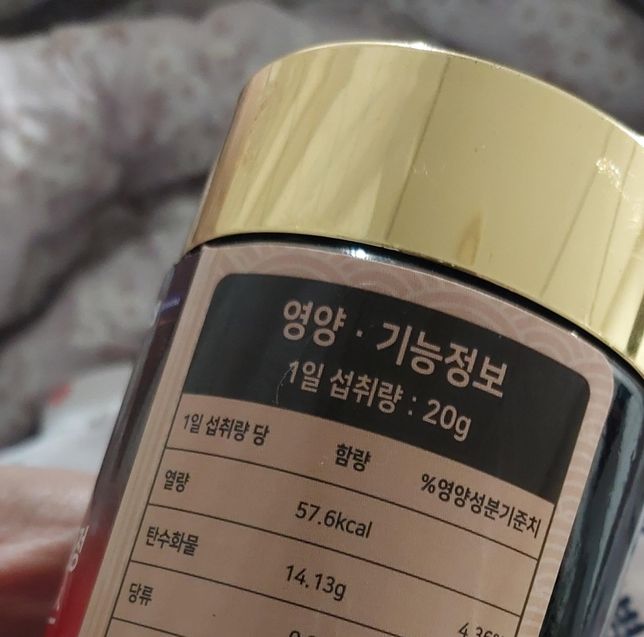 영양·기능정보
1일 섭취량 : 20g
1일 섭취량 당 함량 %영양성분기준치
열량 57.6kcal
탄수화물 14.13g
당류